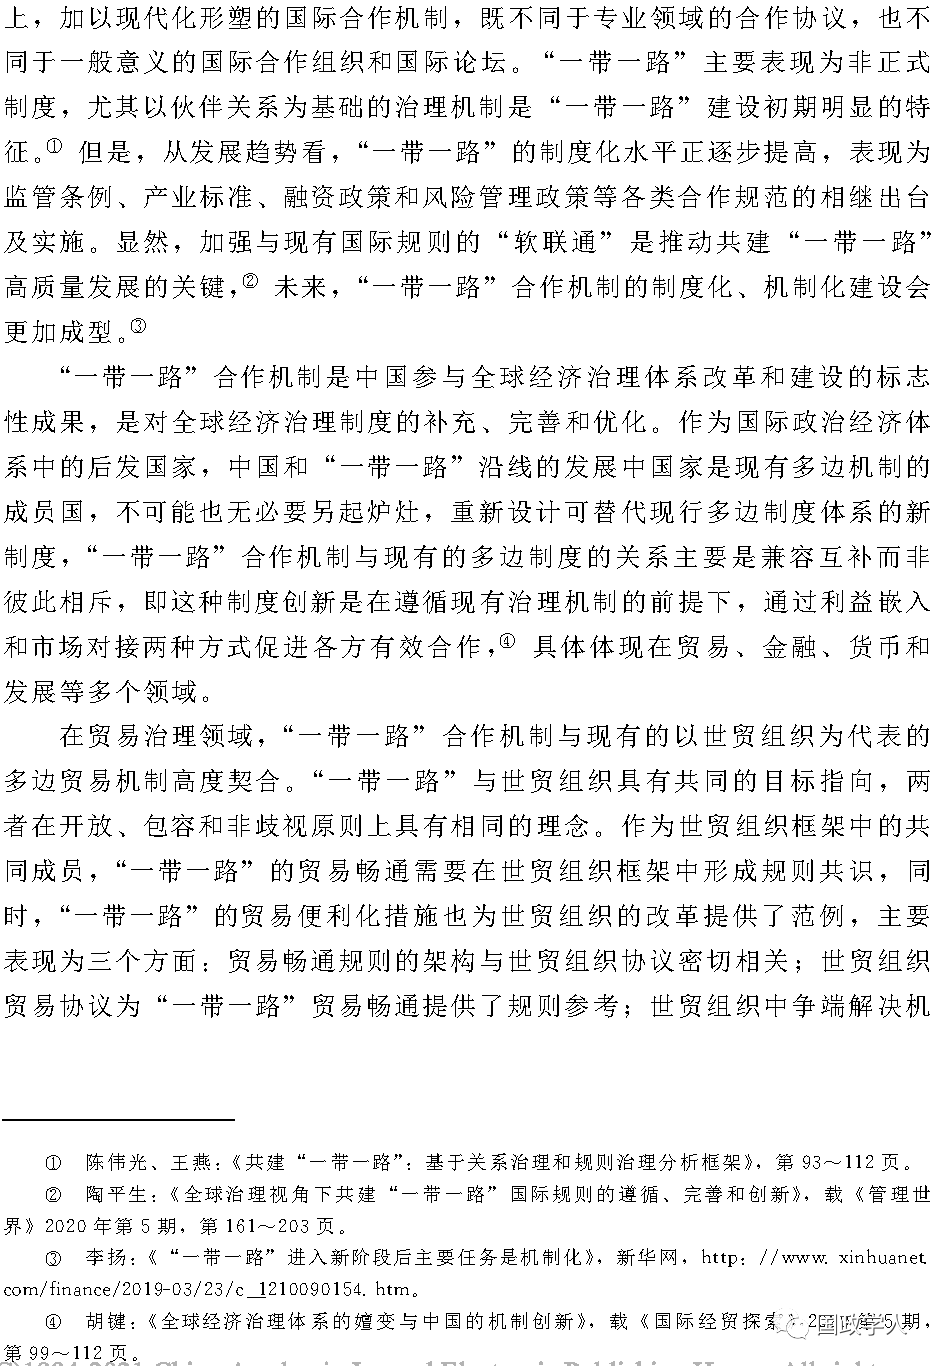 上，加以现代化形塑的国际合作机制，既不同于专业领域的合作协议，也不
同于一般意义的国际合作组织和国际论坛。“一带一路”主要表现为非正式
制度，尤其以伙伴关系为基础的治理机制是“一带一路”建设初期明显的特
征。① 但是，从发展趋势看，“一带一路”的制度化水平正逐步提高，表现为
监管条例、产业标准、融资政策和风险管理政策等各类合作规范的相继出台
及实施。显然，加强与现有国际规则的“软联通”是推动共建“一带一路”
高质量发展的关键，② 未来，“一带一路”合作机制的制度化、机制化建设会
更加成型。③
“一带一路”合作机制是中国参与全球经济治理体系改革和建设的标志
性成果，是对全球经济治理制度的补充、完善和优化。作为国际政治经济体
系中的后发国家，中国和“一带一路”沿线的发展中国家是现有多边机制的
成员国，不可能也无必要另起炉灶，重新设计可替代现行多边制度体系的新
制度，“一带一路”合作机制与现有的多边制度的关系主要是兼容互补而非
彼此相斥，即这种制度创新是在遵循现有治理机制的前提下，通过利益嵌入
和市场对接两种方式促进各方有效合作，④ 具体体现在贸易、金融、货币和
发展等多个领域。
在贸易治理领域，“一带一路”合作机制与现有的以世贸组织为代表的
多边贸易机制高度契合。“一带一路”与世贸组织具有共同的目标指向，两
者在开放、包容和非歧视原则上具有相同的理念。作为世贸组织框架中的共
同成员，“一带一路”的贸易畅通需要在世贸组织框架中形成规则共识，同
时，“一带一路”的贸易便利化措施也为世贸组织的改革提供了范例，主要
表现为三个方面：贸易畅通规则的架构与世贸组织协议密切相关；世贸组织
贸易协议为“一带一路”贸易畅通提供了规则参考；世贸组织中争端解决机
① 陈伟光、王燕：《共建“一带一路”：基于关系治理和规则治理分析框架》，第 93～112 页。
② 陶平生：《全球治理视角下共建“一带一路”国际规则的遵循、完善和创新》，载《管理世
界》2020 年第 5 期，第 161～203 页。
③ 李扬：《“一带一路”进入新阶段后主要任务是机制化》，新华网，http：//www. xinhuanet.
com/finance/2019-03/23/c_1210090154. htm。
④ 胡键：《全球经济治理体系的嬗变与中国的机制创新》，载《国际经贸探索 期，
国政学人
第 99～112 页。